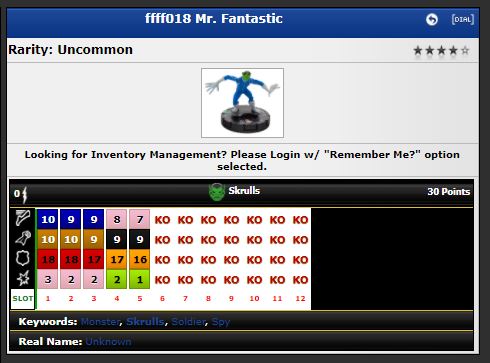 ffff018 Mr. Fantastic
[DIAL]
Rarity: Uncommon
Looking for Inventory Management? Please Login w/ "Remember Me?" option
selected.
0 Skrulls 30 Points
10 9 9 8 7 KO KO KO KO KO KO KO
10 10 9 9 9 KO KO KO KO KO KO KO
18 18 17 17 16 KO KO KO KO KO KO KO
3 2 2 2 1 KO KO KO KO KO KO KO
SLOT 1 2 3 4 5 6 7 8 9 10 11 12
Keywords: Monster, Skrulls, Soldier, Spy
Real Name: Unknown